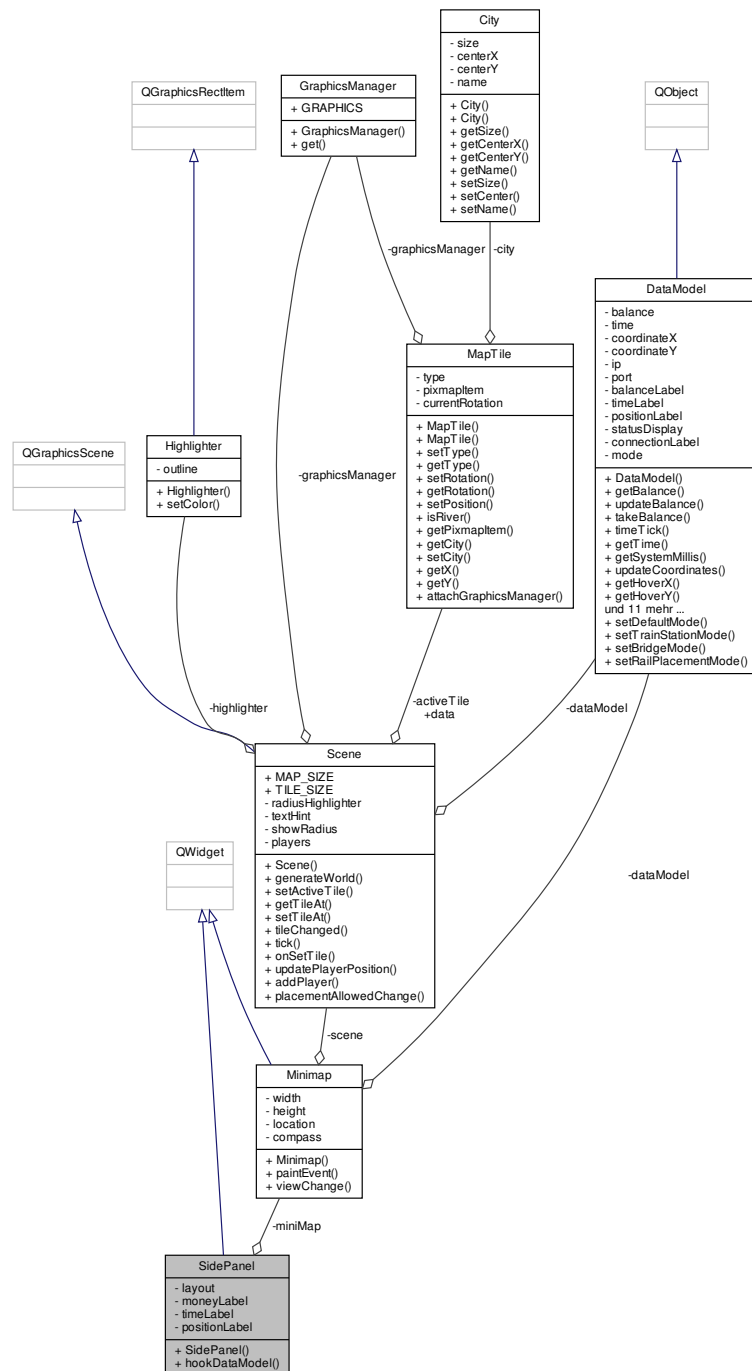 City
- size
- centerX
- centerY
- name
+ City()
+ City()
+ getSize()
+ getCenterX()
+ getCenterY()
+ getName()
+ setSize()
+ setCenter()
+ setName()
GraphicsManager
+ GRAPHICS
+ GraphicsManager()
+ get()
QGraphicsRectItem
QObject
-graphicsManager
-city
DataModel
- balance
- time
- coordinateX
- coordinateY
- ip
- port
- balanceLabel
- timeLabel
- positionLabel
- statusDisplay
- connectionLabel
- mode
+ DataModel()
+ getBalance()
+ updateBalance()
+ takeBalance()
+ timeTick()
+ getTime()
+ getSystemMillis()
+ updateCoordinates()
+ getHoverX()
+ getHoverY()
und 11 mehr ...
+ setDefaultMode()
+ setTrainStationMode()
+ setBridgeMode()
+ setRailPlacementMode()
MapTile
- type
- pixmapItem
- currentRotation
+ MapTile()
+ MapTile()
+ setType()
+ getType()
+ setRotation()
+ getRotation()
+ setPosition()
+ isRiver()
+ getPixmapItem()
+ getCity()
+ setCity()
+ getX()
+ getY()
+ attachGraphicsManager()
Highlighter
- outline
+ Highlighter()
+ setColor()
QGraphicsScene
-graphicsManager
-highlighter
-activeTile
+data
-dataModel
Scene
+ MAP_SIZE
+ TILE_SIZE
- radiusHighlighter
- textHint
- showRadius
- players
+ Scene()
+ generateWorld()
+ setActiveTile()
+ getTileAt()
+ setTileAt()
+ tileChanged()
+ tick()
+ onSetTile()
+ updatePlayerPosition()
+ addPlayer()
+ placementAllowedChange()
QWidget
-dataModel
-scene
Minimap
- width
- height
- location
- compass
+ Minimap()
+ paintEvent()
+ viewChange()
-miniMap
SidePanel
- layout
- moneyLabel
- timeLabel
- positionLabel
+ SidePanel()
+ hookDataModel()